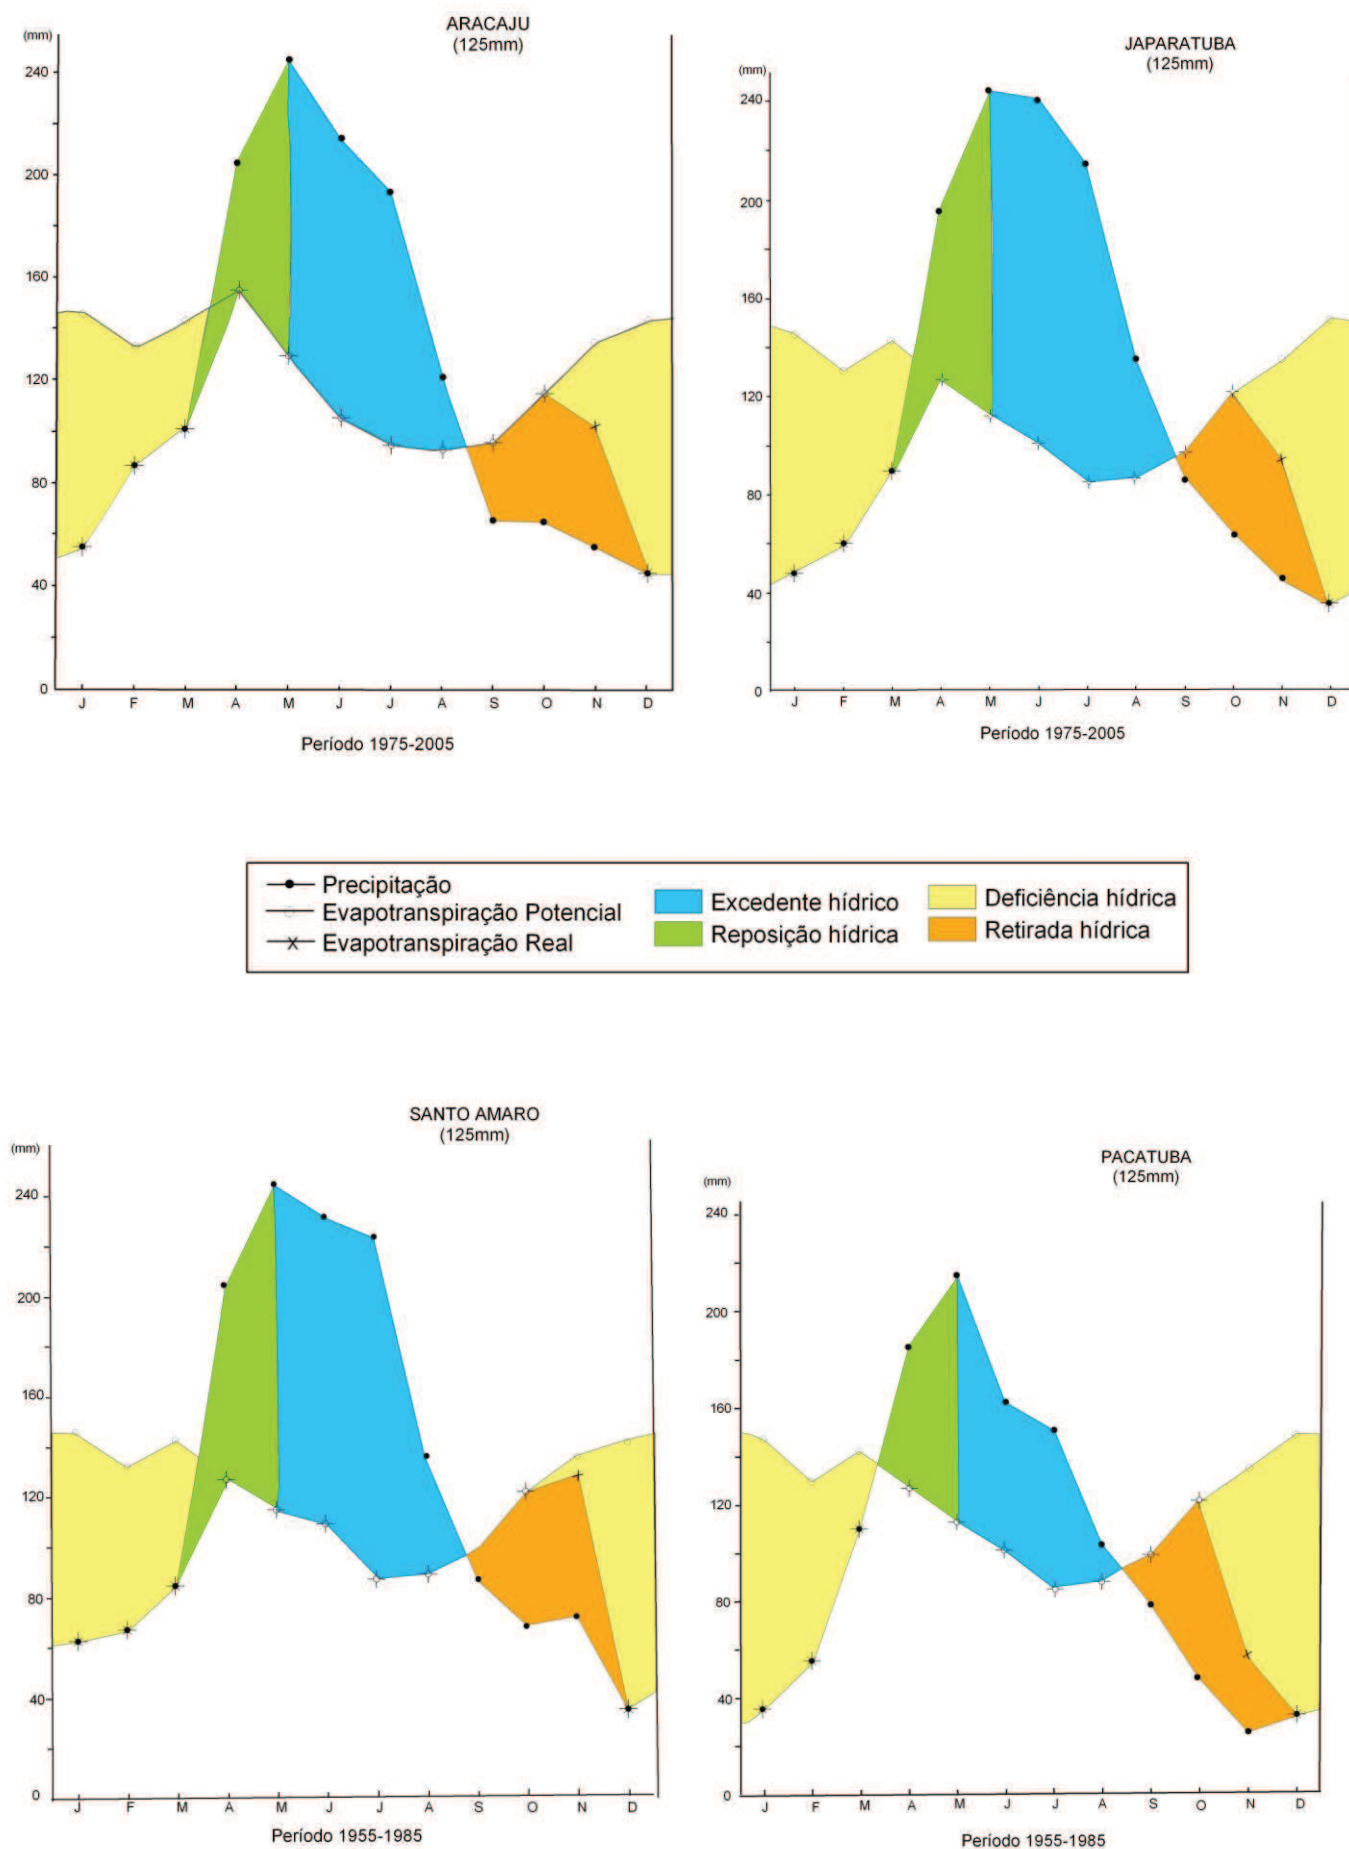 ARACAJU
(125mm)
(mm)
240
200
160
120
80
40
0
J F M A M J J A S O N D
Período 1975-2005
JAPARATUBA
(125mm)
(mm)
240
200
160
120
80
40
0
J F M A M J J A S O N D
Período 1975-2005
Precipitação
Evapotranspiração Potencial
Evapotranspiração Real
Excedente hídrico
Reposição hídrica
Deficiência hídrica
Retirada hídrica
SANTO AMARO
(125mm)
(mm)
240
200
160
120
80
40
0
J F M A M J J A S O N D
Período 1955-1985
PACATUBA
(125mm)
(mm)
240
200
160
120
80
40
0
J F M A M J J A S O N D
Período 1955-1985